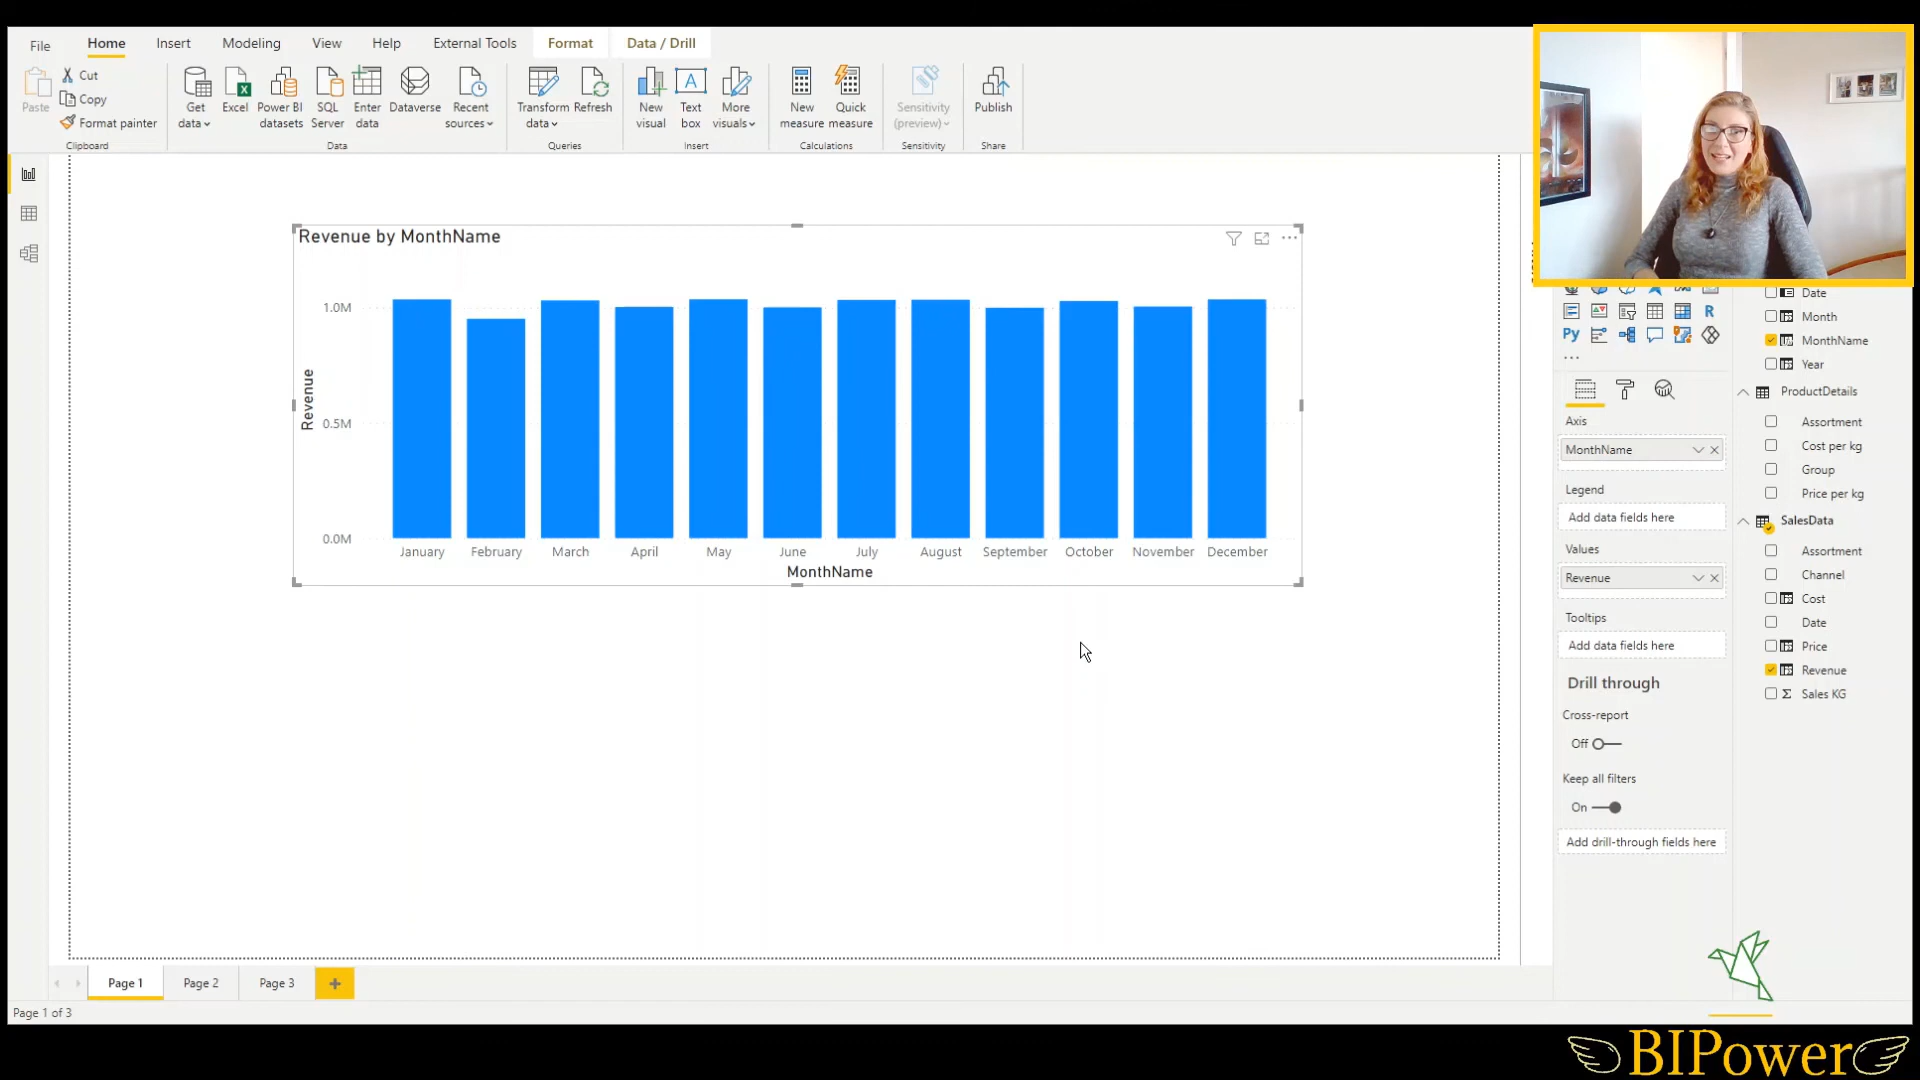 File Home Insert Modeling View Help External Tools Format Data / Drill
Paste
Cut
Copy
Format painter
Clipboard
Get data
Excel
Power BI datasets
SQL Server
Enter data
Dataverse
Recent sources
Data
Transform data
Refresh
Queries
New visual
Text box
More visuals
Insert
New measure
Quick measure
Calculations
Sensitivity (preview)
Sensitivity
Publish
Share
Revenue by MonthName
1.0M
0.5M
0.0M
Revenue
January February March April May June July August September October November December
MonthName
R
Py
Axis
MonthName
Legend
Add data fields here
Values
Revenue
Tooltips
Add data fields here
Drill through
Cross-report
Off
Keep all filters
On
Add drill-through fields here
Date
Month
MonthName
Year
ProductDetails
Assortment
Cost per kg
Group
Price per kg
SalesData
Assortment
Channel
Cost
Date
Price
Revenue
Σ Sales KG
Page 1 Page 2 Page 3 +
Page 1 of 3
BIPower